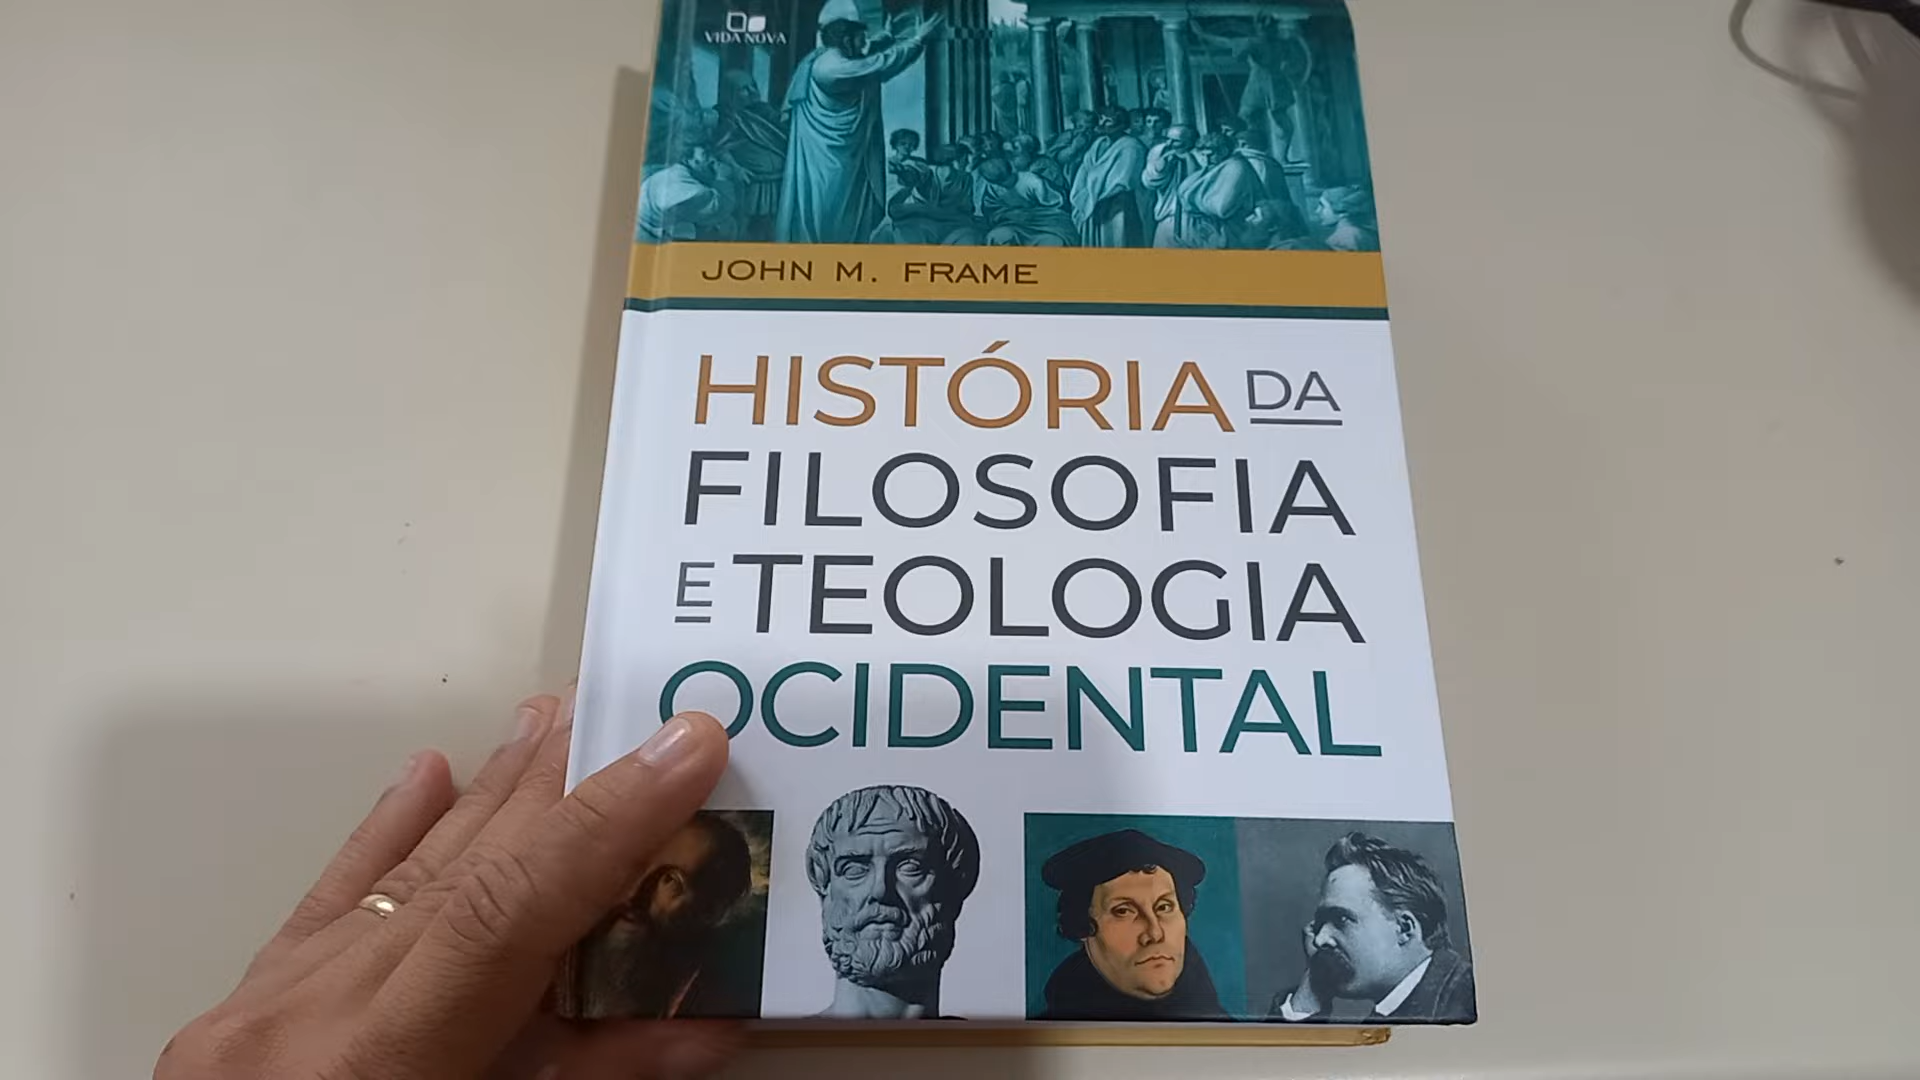 VIDA NOVA
JOHN M. FRAME
HISTÓRIA DA
FILOSOFIA
E TEOLOGIA
OCIDENTAL